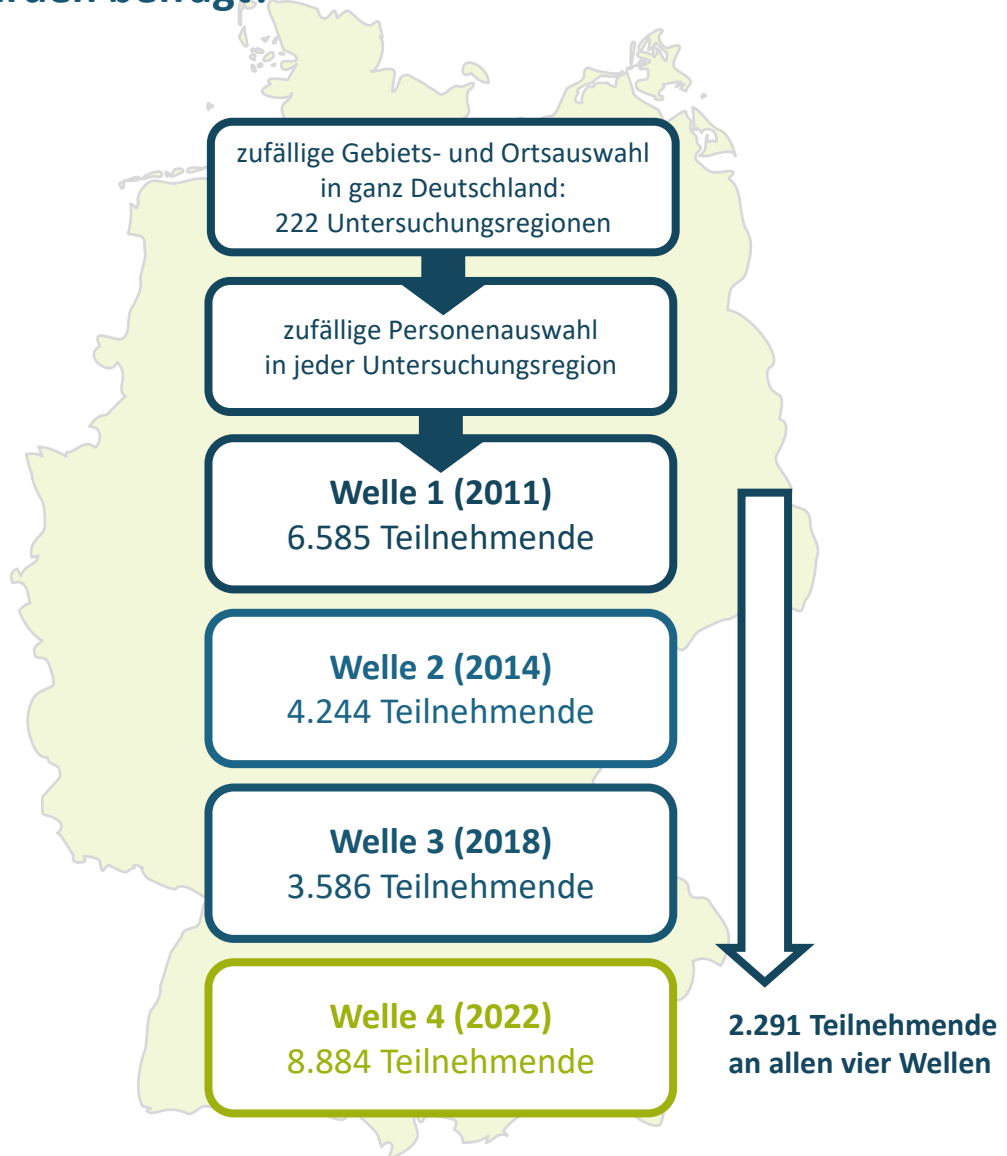 befragt?
zufällige Gebiets- und Ortsauswahl
in ganz Deutschland:
222 Untersuchungsregionen
zufällige Personenauswahl
in jeder Untersuchungsregion
Welle 1 (2011)
6.585 Teilnehmende
Welle 2 (2014)
4.244 Teilnehmende
Welle 3 (2018)
3.586 Teilnehmende
Welle 4 (2022)
8.884 Teilnehmende
2.291 Teilnehmende
an allen vier Wellen